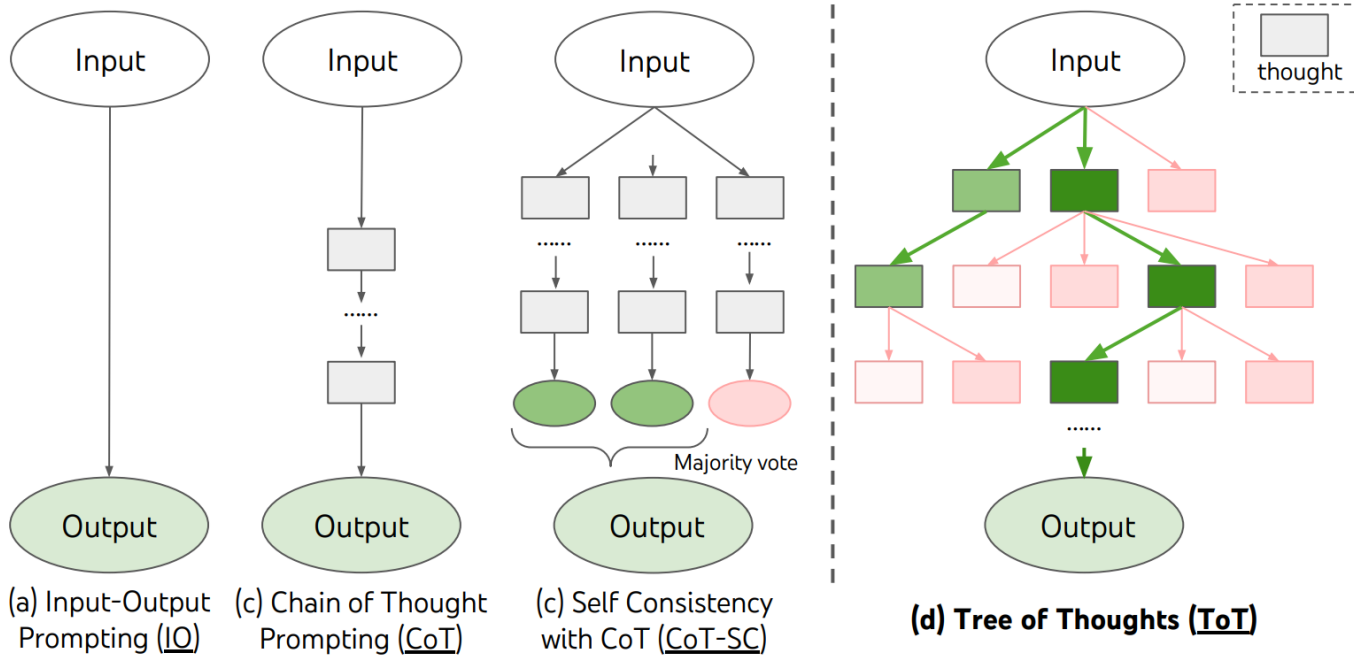 Input
Input
Input
Input
thought
......
......
......
......
......
Majority vote
Output
Output
Output
Output
(a) Input-Output
Prompting (IO)
(c) Chain of Thought
Prompting (CoT)
(c) Self Consistency
with CoT (CoT-SC)
(d) Tree of Thoughts (ToT)